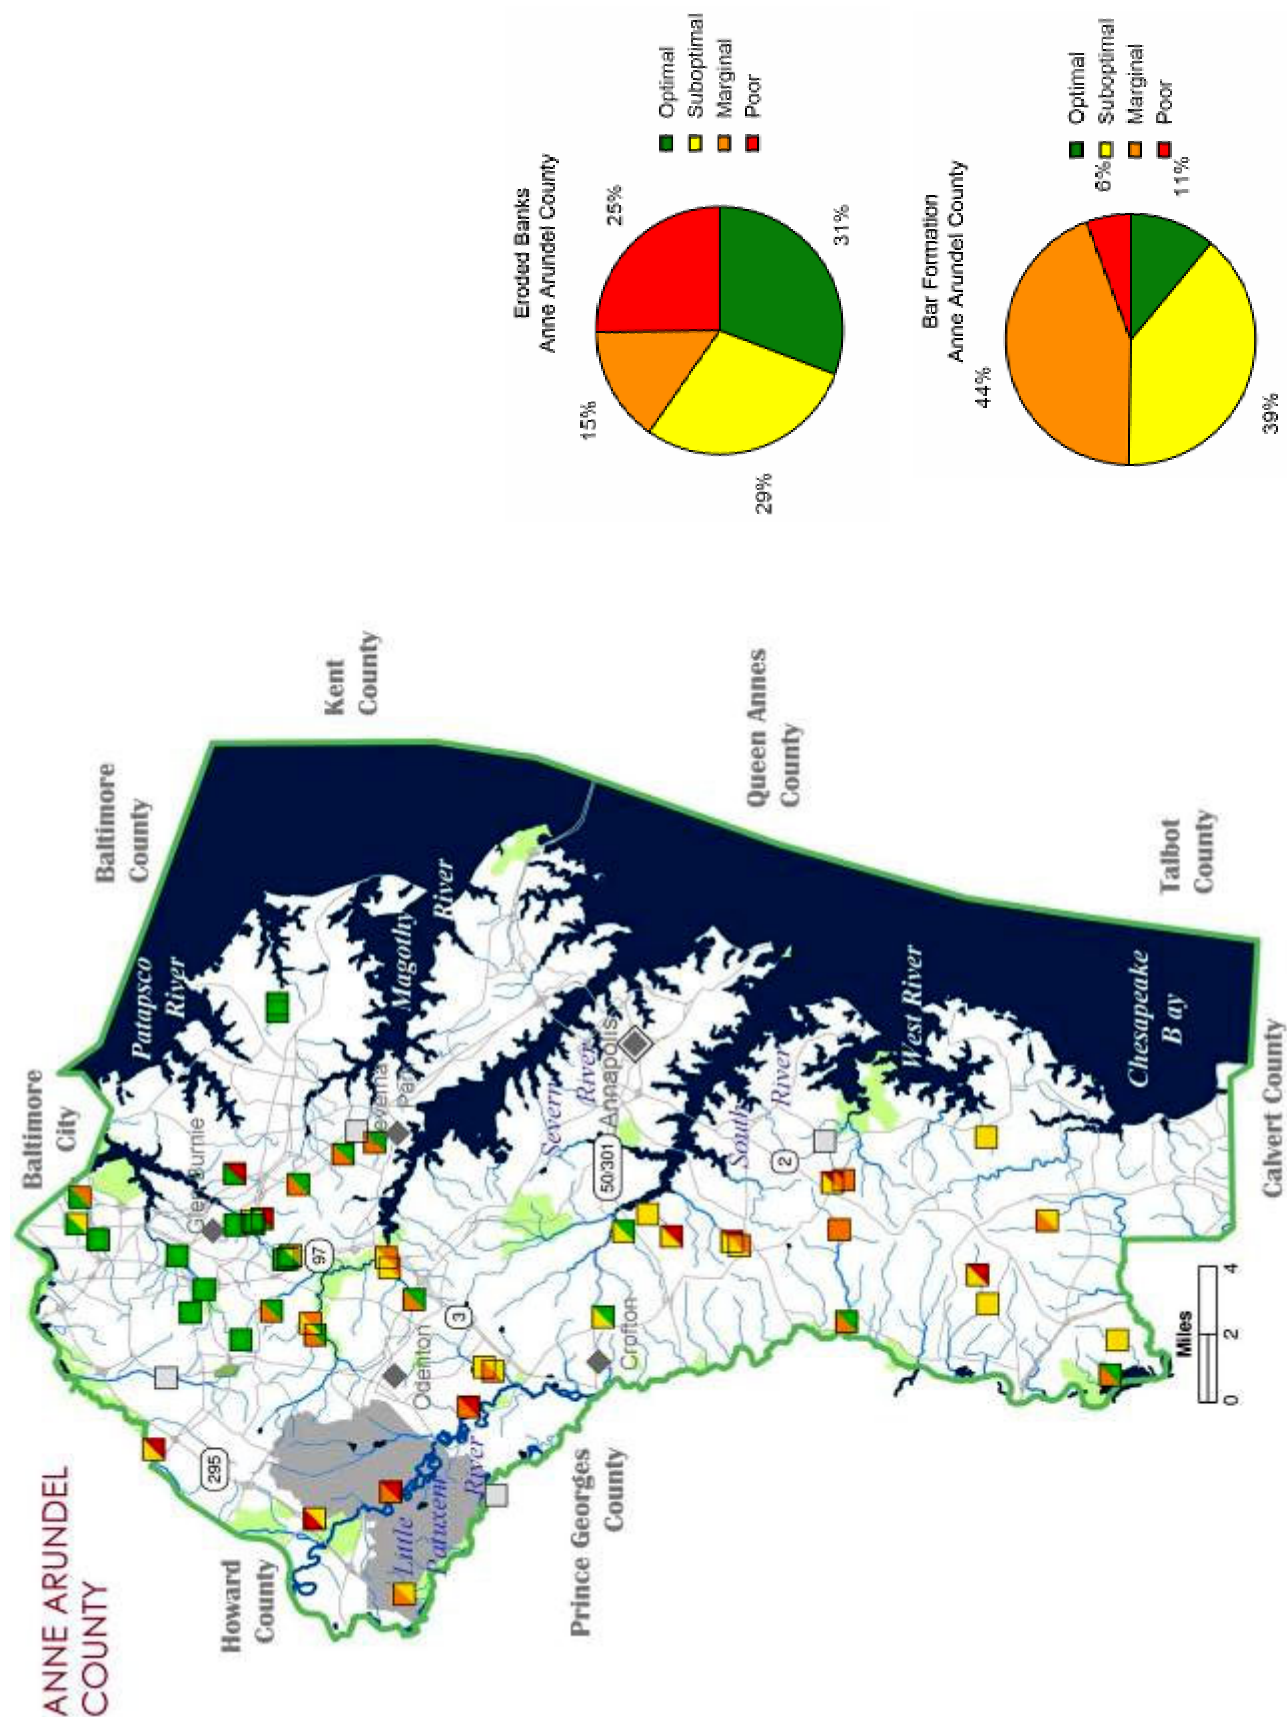 ANNE ARUNDEL
COUNTY
Baltimore
City
Baltimore
County
Kent
County
Queen Annes
County
Talbot
County
Calvert County
Prince Georges
County
Howard
County
Patapsco
River
Magothy
River
Severn
River
South
River
West River
Chesapeake
Bay
Little
Patuxent
River
Glen Burnie
Severna
Park
Annapolis
Odenton
Crofton
295
97
3
50/301
2
Miles
0 2 4
Eroded Banks
Anne Arundel County
25%
15%
29%
31%
Optimal
Suboptimal
Marginal
Poor
Bar Formation
Anne Arundel County
44%
6%
39%
11%
Optimal
Suboptimal
Marginal
Poor